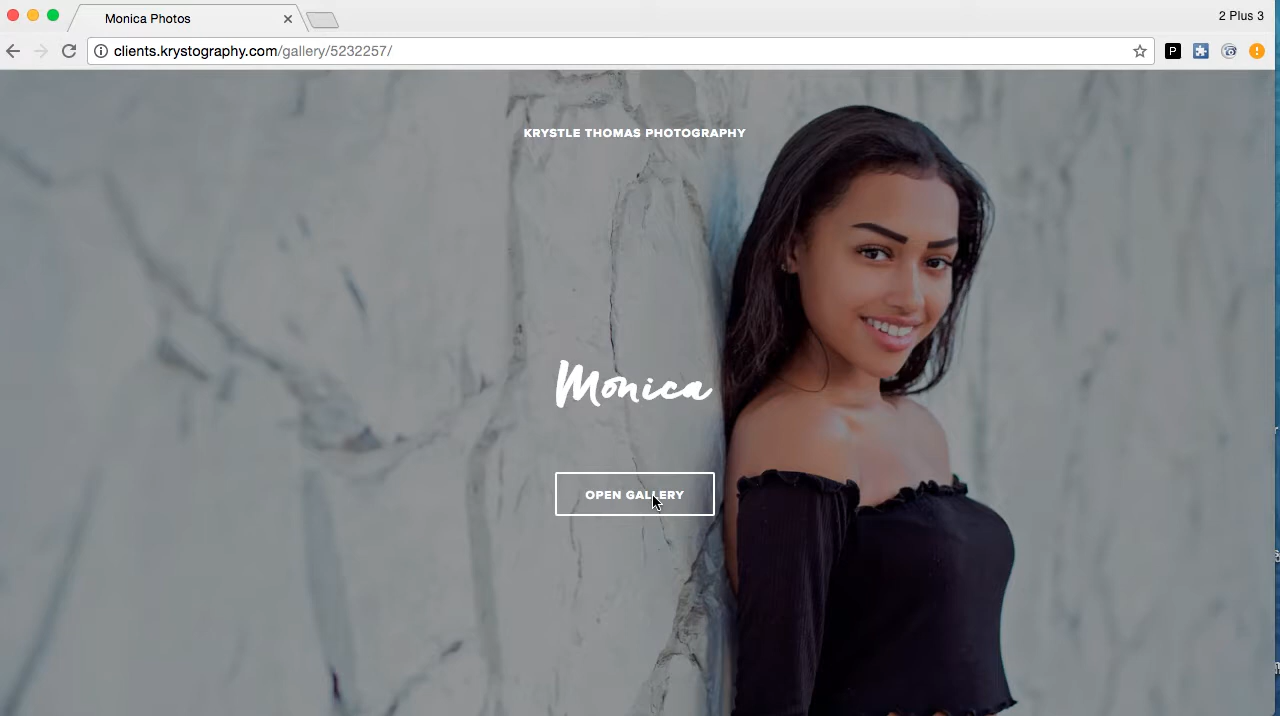 Monica Photos
2 Plus 3
clients.krystography.com/gallery/5232257/
P
KRYSTLE THOMAS PHOTOGRAPHY
Monica
OPEN GALLERY